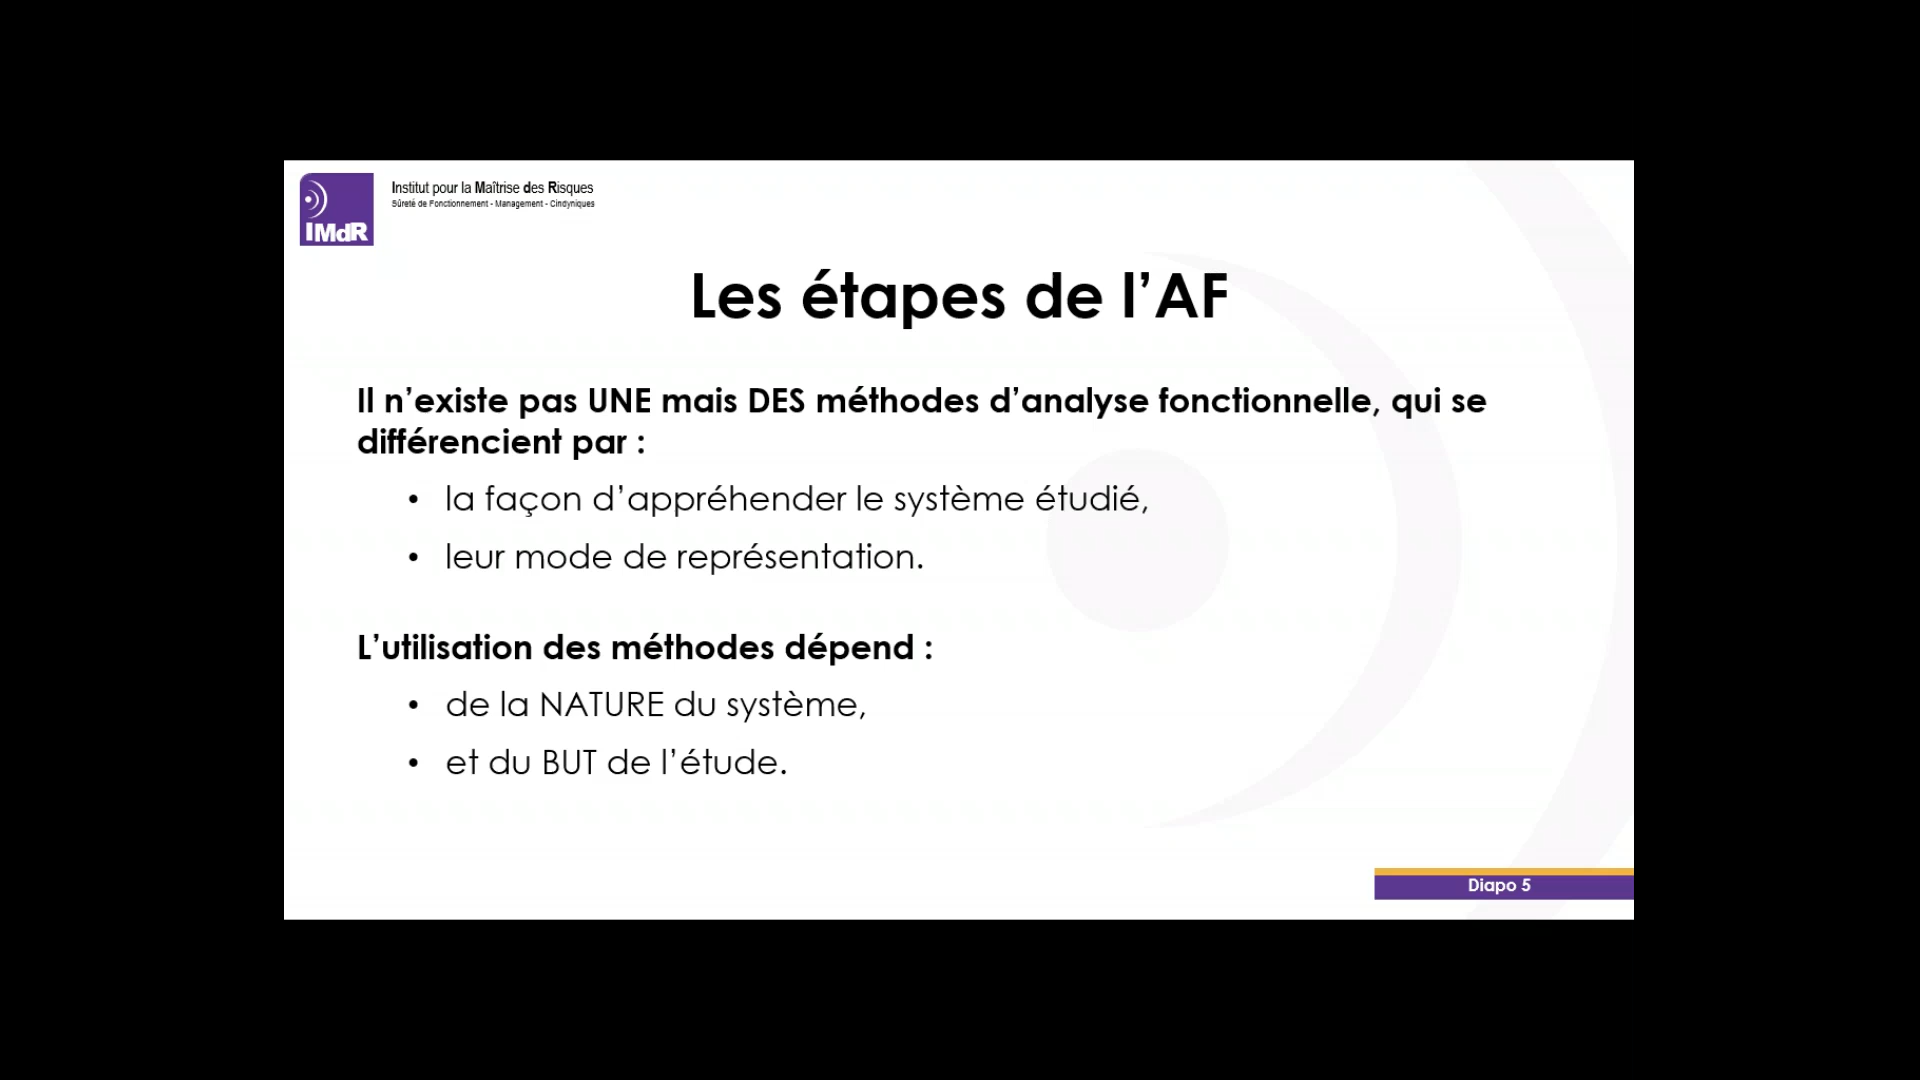 IMdR
Institut pour la Maîtrise des Risques
Sûreté de Fonctionnement - Management - Cindyniques
Les étapes de l’AF
Il n’existe pas UNE mais DES méthodes d’analyse fonctionnelle, qui se
différencient par :
• la façon d’appréhender le système étudié,
• leur mode de représentation.
L’utilisation des méthodes dépend :
• de la NATURE du système,
• et du BUT de l’étude.
Diapo 5